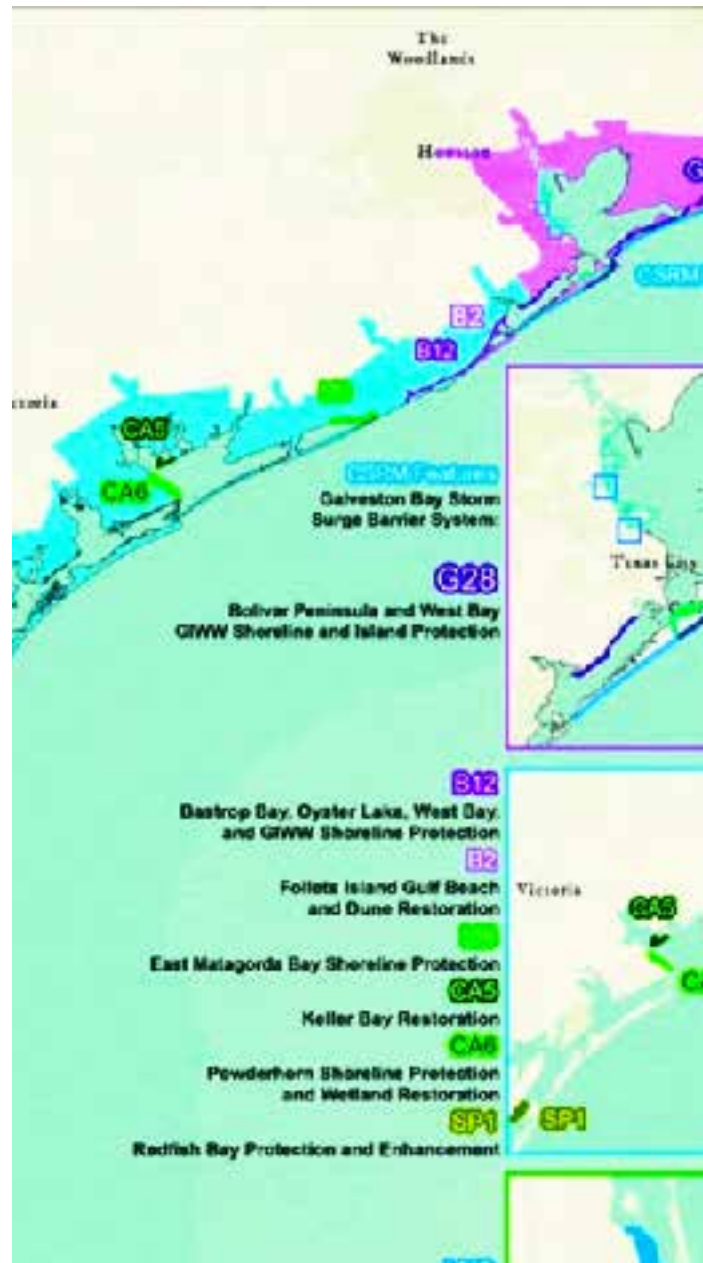 The
Woodlands
Houston
G
CSRM
B2
B12
CA5
CA6
CSRM Features
Galveston Bay Storm
Surge Barrier System:
Texas City
G28
Bolivar Peninsula and West Bay
GIWW Shoreline and Island Protection
B12
Bastrop Bay, Oyster Lake, West Bay,
and GIWW Shoreline Protection
B2
Follets Island Gulf Beach
and Dune Restoration
Victoria
CA5
East Matagorda Bay Shoreline Protection
CA5
Keller Bay Restoration
CA
CA6
Powderhorn Shoreline Protection
and Wetland Restoration
SP1
SP1
Redfish Bay Protection and Enhancement